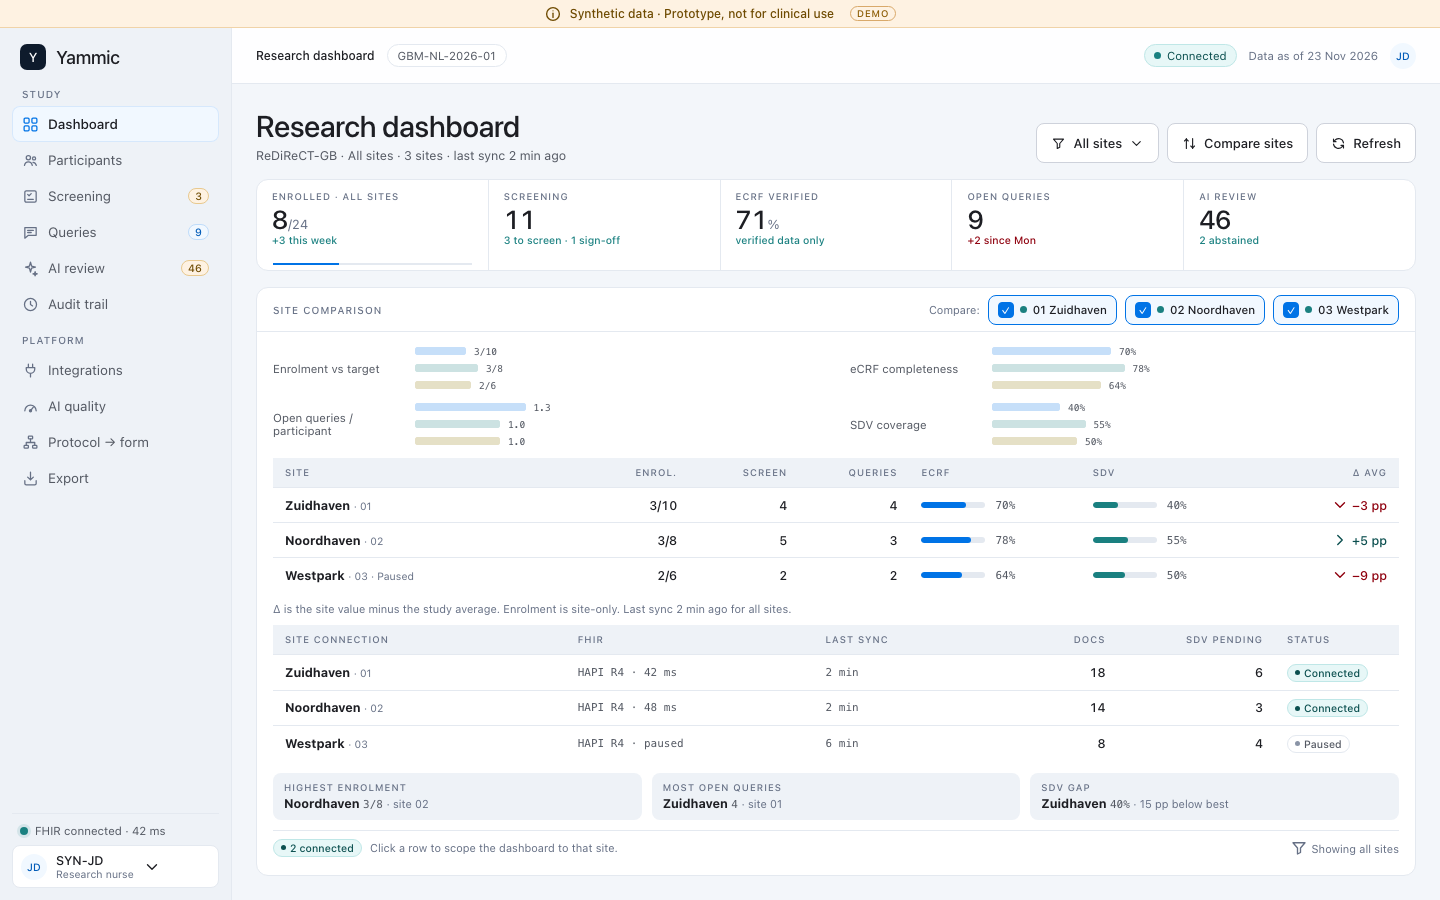 Synthetic data · Prototype, not for clinical use DEMO
Y Yammic
STUDY
Dashboard
Participants
Screening 3
Queries 9
AI review 46
Audit trail
PLATFORM
Integrations
AI quality
Protocol → form
Export
FHIR connected · 42 ms
JD SYN-JD
Research nurse
Research dashboard GBM-NL-2026-01
Connected Data as of 23 Nov 2026 JD
Research dashboard
ReDiReCT-GB · All sites · 3 sites · last sync 2 min ago
All sites Compare sites Refresh
ENROLLED · ALL SITES
8/24
+3 this week
SCREENING
11
3 to screen · 1 sign-off
ECRF VERIFIED
71%
verified data only
OPEN QUERIES
9
+2 since Mon
AI REVIEW
46
2 abstained
SITE COMPARISON
Compare: 01 Zuidhaven 02 Noordhaven 03 Westpark
Enrolment vs target
3/10
3/8
2/6
eCRF completeness
70%
78%
64%
Open queries /
participant
1.3
1.0
1.0
SDV coverage
40%
55%
50%
SITE ENROL. SCREEN QUERIES ECRF SDV Δ AVG
Zuidhaven · 01 3/10 4 4 70% 40% −3 pp
Noordhaven · 02 3/8 5 3 78% 55% +5 pp
Westpark · 03 · Paused 2/6 2 2 64% 50% −9 pp
Δ is the site value minus the study average. Enrolment is site-only. Last sync 2 min ago for all sites.
SITE CONNECTION FHIR LAST SYNC DOCS SDV PENDING STATUS
Zuidhaven · 01 HAPI R4 · 42 ms 2 min 18 6 Connected
Noordhaven · 02 HAPI R4 · 48 ms 2 min 14 3 Connected
Westpark · 03 HAPI R4 · paused 6 min 8 4 Paused
HIGHEST ENROLMENT
Noordhaven 3/8 · site 02
MOST OPEN QUERIES
Zuidhaven 4 · site 01
SDV GAP
Zuidhaven 40% · 15 pp below best
2 connected Click a row to scope the dashboard to that site.
Showing all sites